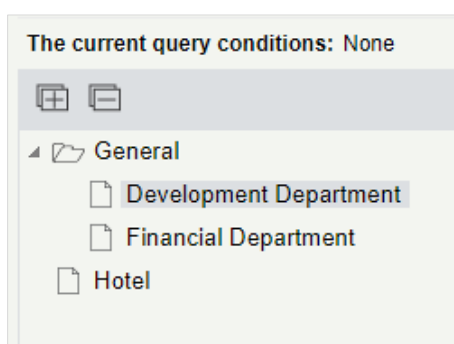 The current query conditions: None
General
Development Department
Financial Department
Hotel